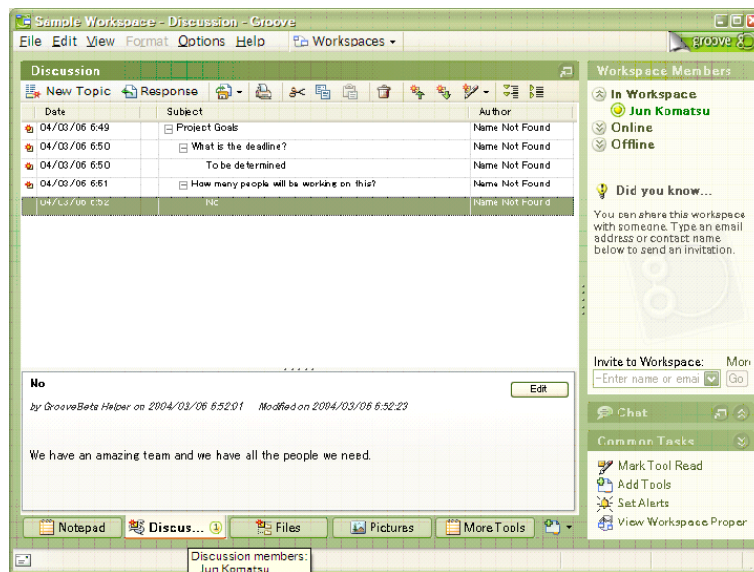 Sample Workspace - Discussion - Groove
File Edit View Format Options Help Workspaces
groove
Discussion
New Topic Response
Date Subject Author
04/03/06 6:49 Project Goals Name Not Found
04/03/06 6:50 What is the deadline? Name Not Found
04/03/06 6:50 To be determined Name Not Found
04/03/06 6:51 How many people will be working on this? Name Not Found
04/03/06 6:52 No Name Not Found
No
Edit
by GrooveBets Helper on 2004/03/06 6:52:01 Modified on 2004/03/06 6:52:23
We have an amazing team and we have all the people we need.
Notepad Discus... 1 Files Pictures More Tools
Discussion members:
Jun Komatsu
Workspace Members
In Workspace
Jun Komatsu
Online
Offline
Did you know...
You can share this workspace
with someone. Type an email
address or contact name
below to send an invitation.
Invite to Workspace: More
-Enter name or emai Go
Chat
Common Tasks
Mark Tool Read
Add Tools
Set Alerts
View Workspace Proper